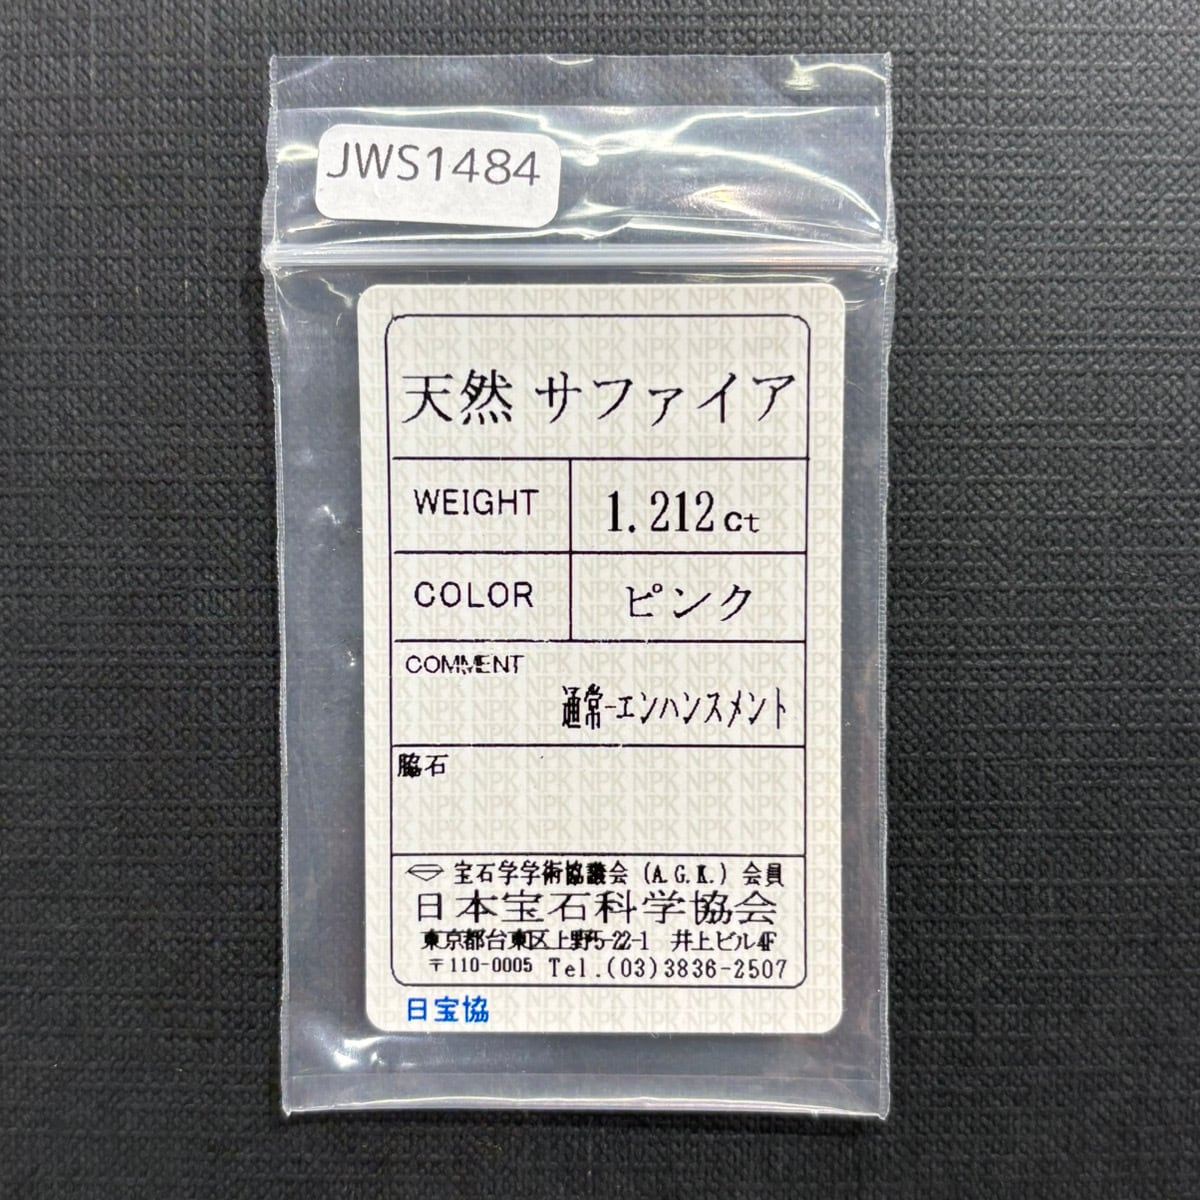 JWS1484
天然 サファイア
WEIGHT 1.212ct
COLOR ピンク
COMMENT
通常-エンハンスメント
脇石
宝石学学術協議会 (A.G.K.) 会員
日本宝石科学協会
東京都台東区上野5-22-1 井上ビル4F
〒110-0005 Tel.(03)3836-2507
日宝協